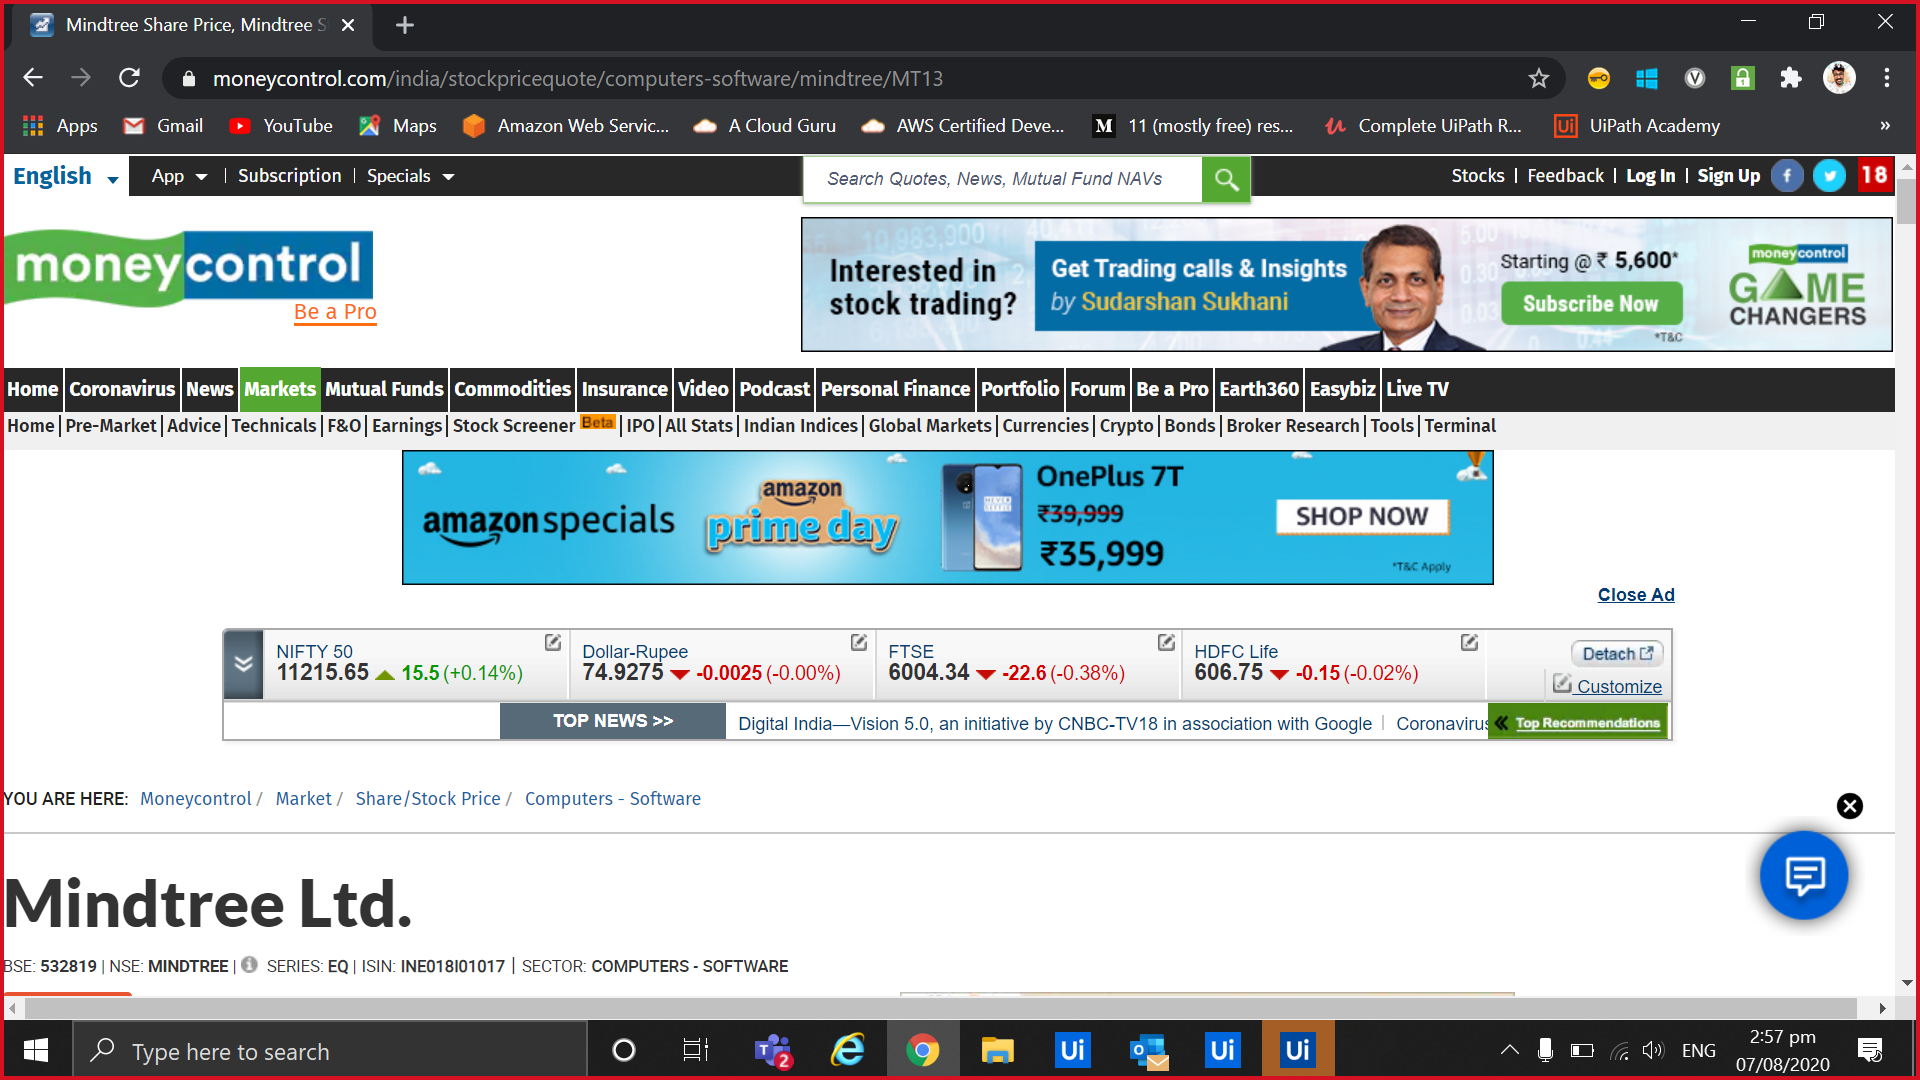 Mindtree Share Price, Mindtree S
moneycontrol.com/india/stockpricequote/computers-software/mindtree/MT13
Apps Gmail YouTube Maps Amazon Web Servic... A Cloud Guru AWS Certified Deve... M 11 (mostly free) res... Complete UiPath R... Ui UiPath Academy »
English App | Subscription | Specials Search Quotes, News, Mutual Fund NAVs Stocks | Feedback | Log In | Sign Up f 18
moneycontrol
Be a Pro
Interested in
stock trading?
Get Trading calls & Insights
by Sudarshan Sukhani
Starting @ ₹ 5,600*
Subscribe Now
*T&C
moneycontrol
GAME
CHANGERS
Home Coronavirus News Markets Mutual Funds Commodities Insurance Video Podcast Personal Finance Portfolio Forum Be a Pro Earth360 Easybiz Live TV
Home | Pre-Market | Advice | Technicals | F&O | Earnings | Stock Screener Beta | IPO | All Stats | Indian Indices | Global Markets | Currencies | Crypto | Bonds | Broker Research | Tools | Terminal
amazon specials
amazon
prime day
OnePlus 7T
₹39,999
₹35,999
SHOP NOW
*T&C Apply
Close Ad
NIFTY 50
11215.65 15.5 (+0.14%)
Dollar-Rupee
74.9275 -0.0025 (-0.00%)
FTSE
6004.34 -22.6 (-0.38%)
HDFC Life
606.75 -0.15 (-0.02%)
Detach
Customize
TOP NEWS >> Digital India—Vision 5.0, an initiative by CNBC-TV18 in association with Google | Coronavirus « Top Recommendations
YOU ARE HERE: Moneycontrol / Market / Share/Stock Price / Computers - Software
Mindtree Ltd.
BSE: 532819 | NSE: MINDTREE | SERIES: EQ | ISIN: INE018I01017 | SECTOR: COMPUTERS - SOFTWARE
Type here to search
2
Ui
Ui
Ui
ENG
2:57 pm
07/08/2020